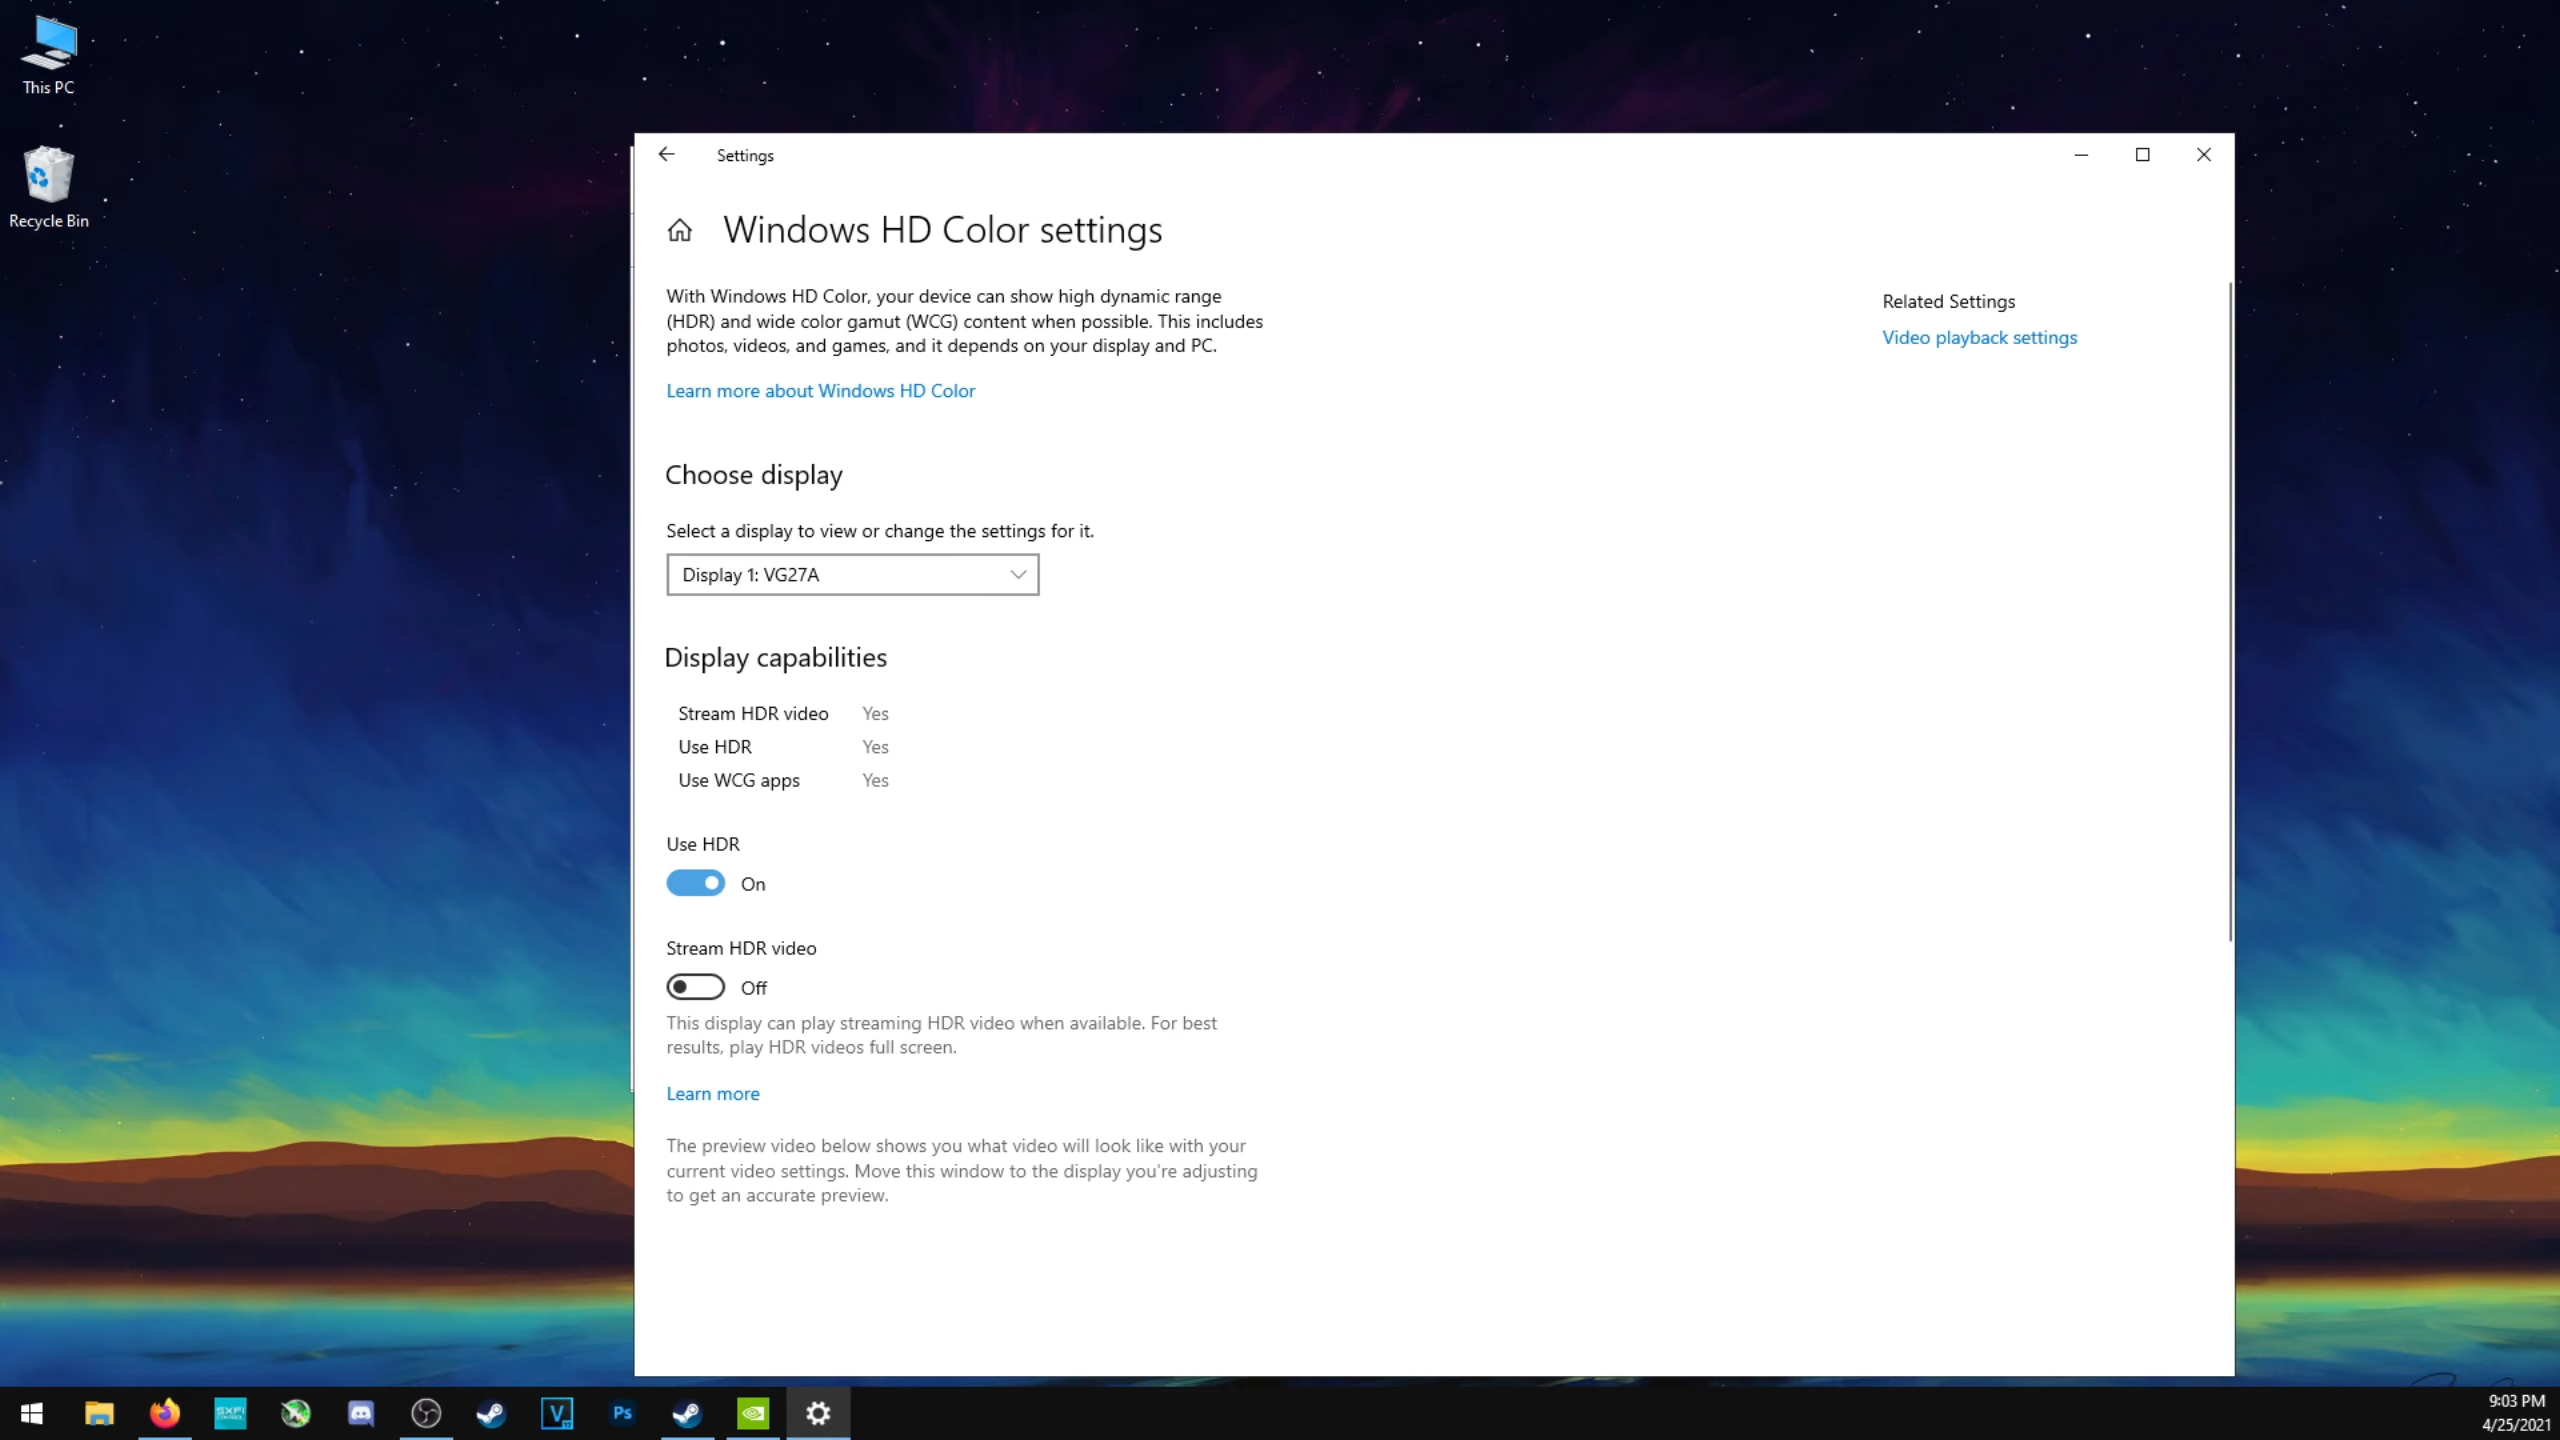 This PC
Recycle Bin
Settings
Windows HD Color settings
With Windows HD Color, your device can show high dynamic range
(HDR) and wide color gamut (WCG) content when possible. This includes
photos, videos, and games, and it depends on your display and PC.
Learn more about Windows HD Color
Related Settings
Video playback settings
Choose display
Select a display to view or change the settings for it.
Display 1: VG27A
Display capabilities
Stream HDR video Yes
Use HDR Yes
Use WCG apps Yes
Use HDR
On
Stream HDR video
Off
This display can play streaming HDR video when available. For best
results, play HDR videos full screen.
Learn more
The preview video below shows you what video will look like with your
current video settings. Move this window to the display you're adjusting
to get an accurate preview.
SXFI
V
Ps
9:03 PM
4/25/2021